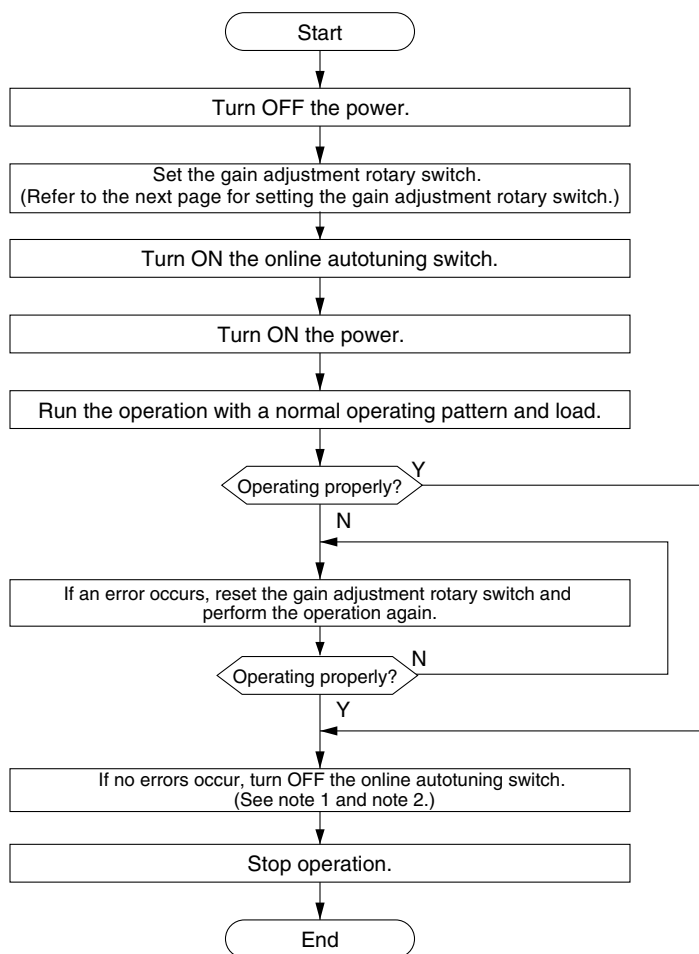 Start
Turn OFF the power.
Set the gain adjustment rotary switch.
(Refer to the next page for setting the gain adjustment rotary switch.)
Turn ON the online autotuning switch.
Turn ON the power.
Run the operation with a normal operating pattern and load.
Operating properly?
Y
N
If an error occurs, reset the gain adjustment rotary switch and
perform the operation again.
Operating properly?
N
Y
If no errors occur, turn OFF the online autotuning switch.
(See note 1 and note 2.)
Stop operation.
End